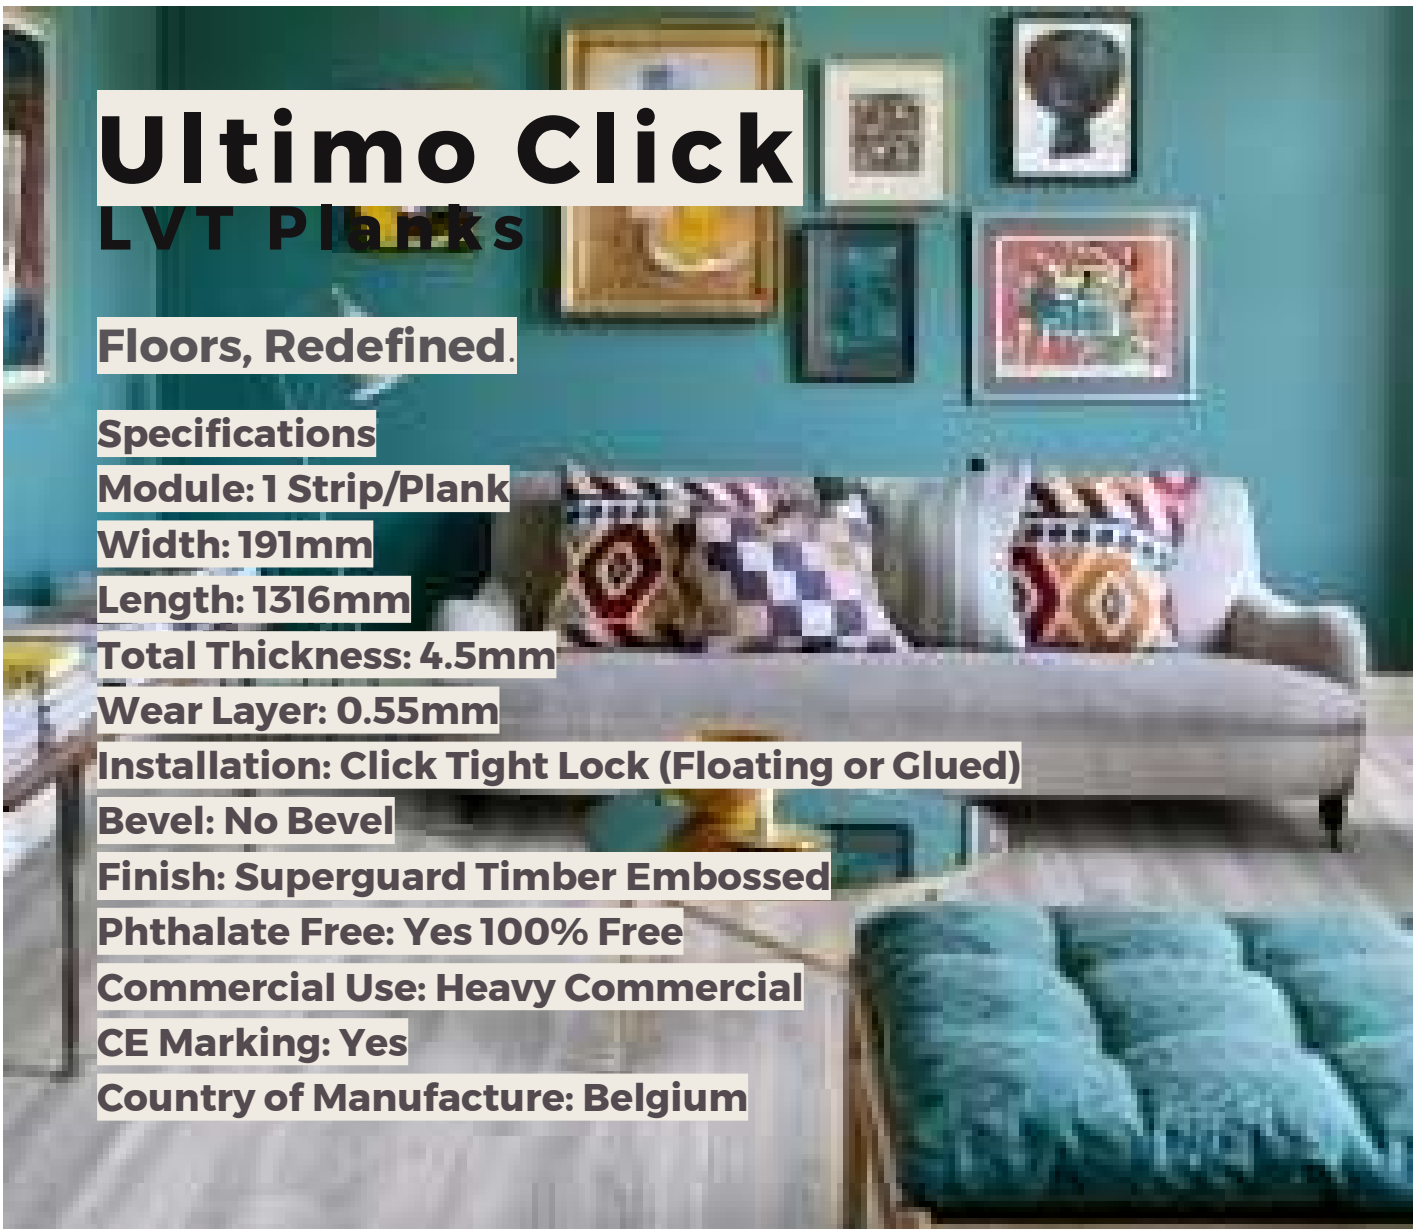 Ultimo Click
LVT Planks
Floors, Redefined.
Specifications
Module: 1 Strip/Plank
Width: 191mm
Length: 1316mm
Total Thickness: 4.5mm
Wear Layer: 0.55mm
Installation: Click Tight Lock (Floating or Glued)
Bevel: No Bevel
Finish: Superguard Timber Embossed
Phthalate Free: Yes 100% Free
Commercial Use: Heavy Commercial
CE Marking: Yes
Country of Manufacture: Belgium